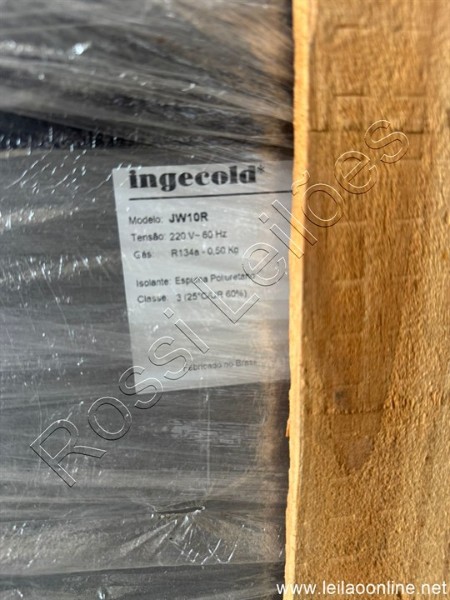 ingecold*
Modelo: JW10R
Tensão: 220 V~ 60 Hz
Gás: R134a - 0,50 Kg
Isolante: Espuma Poliuretano
Classe: 3 (25°C/UR 60%)
Fabricado no Brasil
Rossi Leilões
www.leilaoonline.net